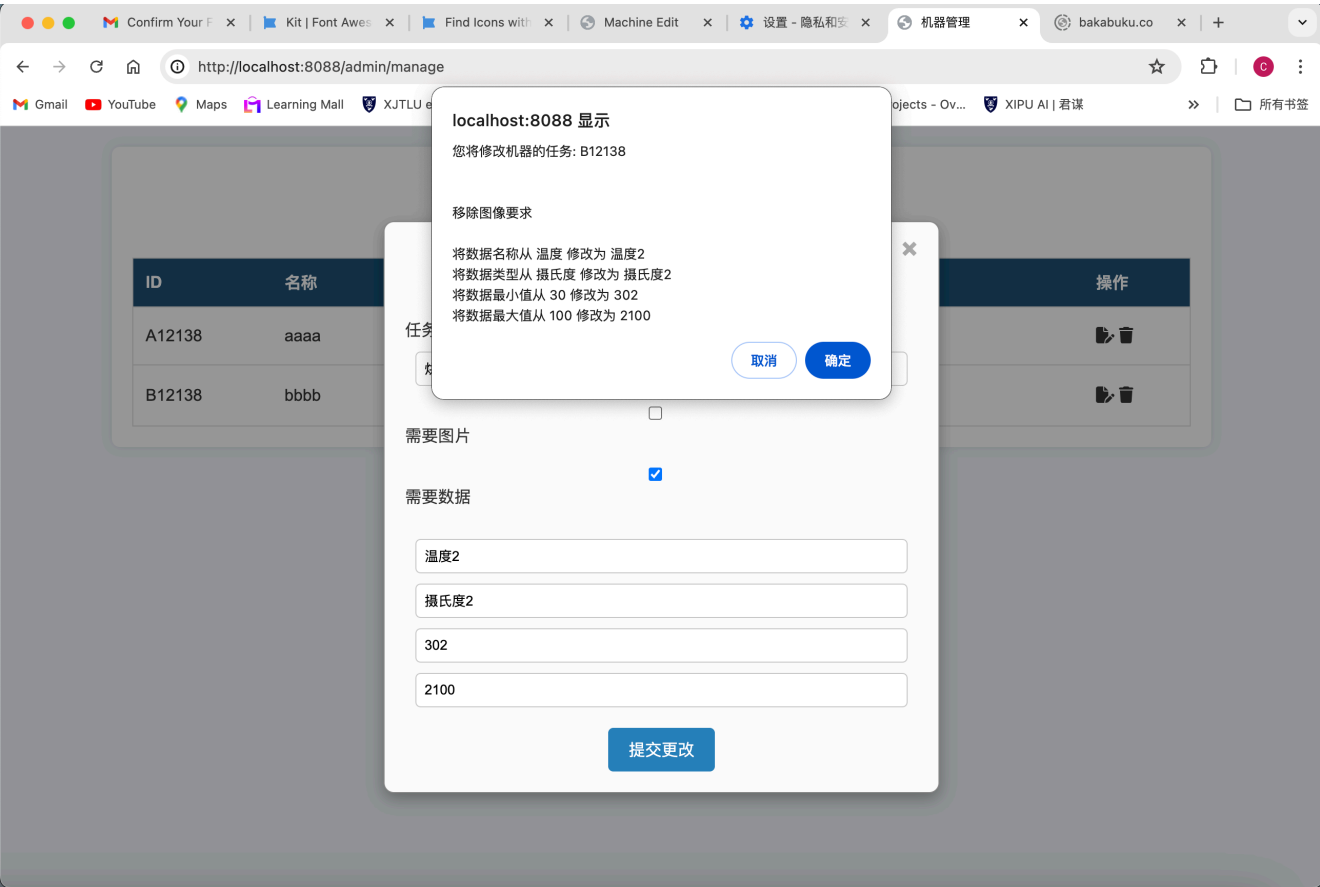 Confirm Your F
Kit | Font Awes
Find Icons with
Machine Edit
设置 - 隐私和安
机器管理
bakabuku.co
http://localhost:8088/admin/manage
C
Gmail
YouTube
Maps
Learning Mall
XJTLU e
ojects - Ov...
XIPU AI | 君谋
所有书签
localhost:8088 显示
您将修改机器的任务: B12138
移除图像要求
将数据名称从 温度 修改为 温度2
将数据类型从 摄氏度 修改为 摄氏度2
将数据最小值从 30 修改为 302
将数据最大值从 100 修改为 2100
取消
确定
ID
名称
操作
A12138
aaaa
B12138
bbbb
任务
需要图片
需要数据
温度2
摄氏度2
302
2100
提交更改